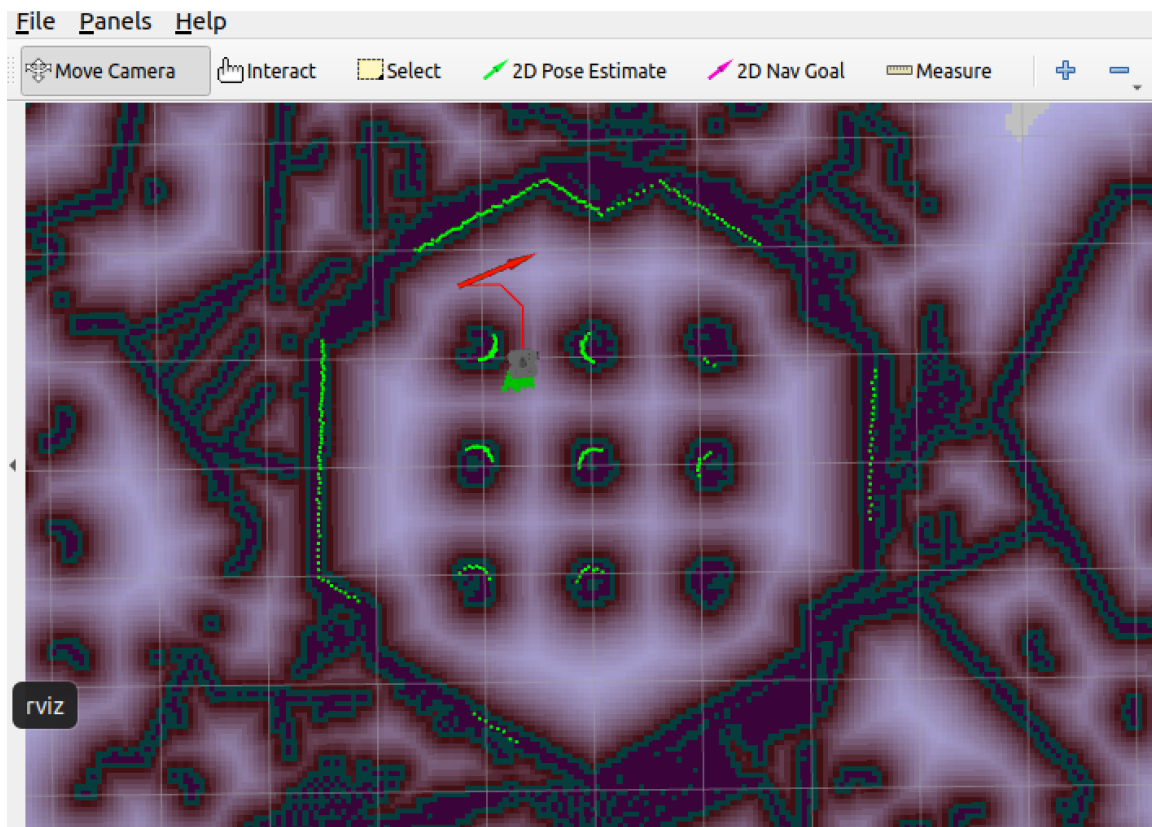 File Panels Help
Move Camera Interact Select 2D Pose Estimate 2D Nav Goal Measure
rviz